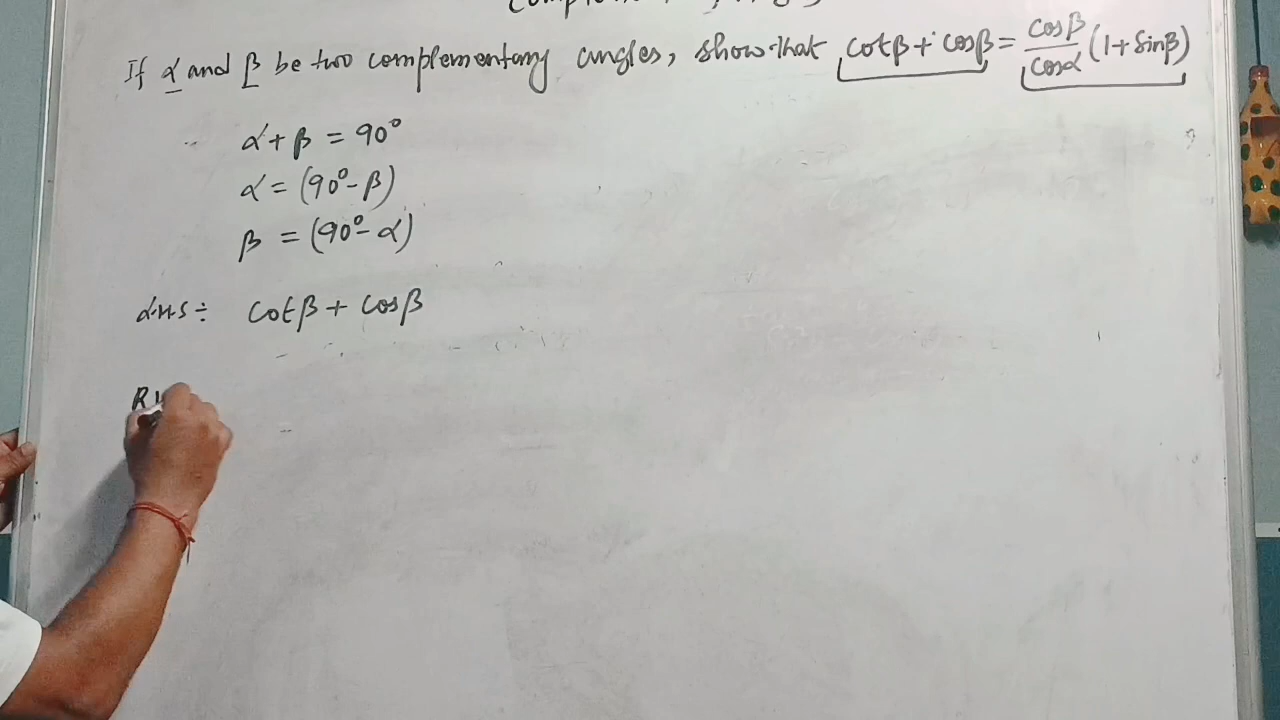 If α and β be two complementary angles, show that cotβ + cosβ = cosβ/cosα (1 + sinβ)
α + β = 90°
α = (90° - β)
β = (90° - α)
LHS ÷ cotβ + cosβ